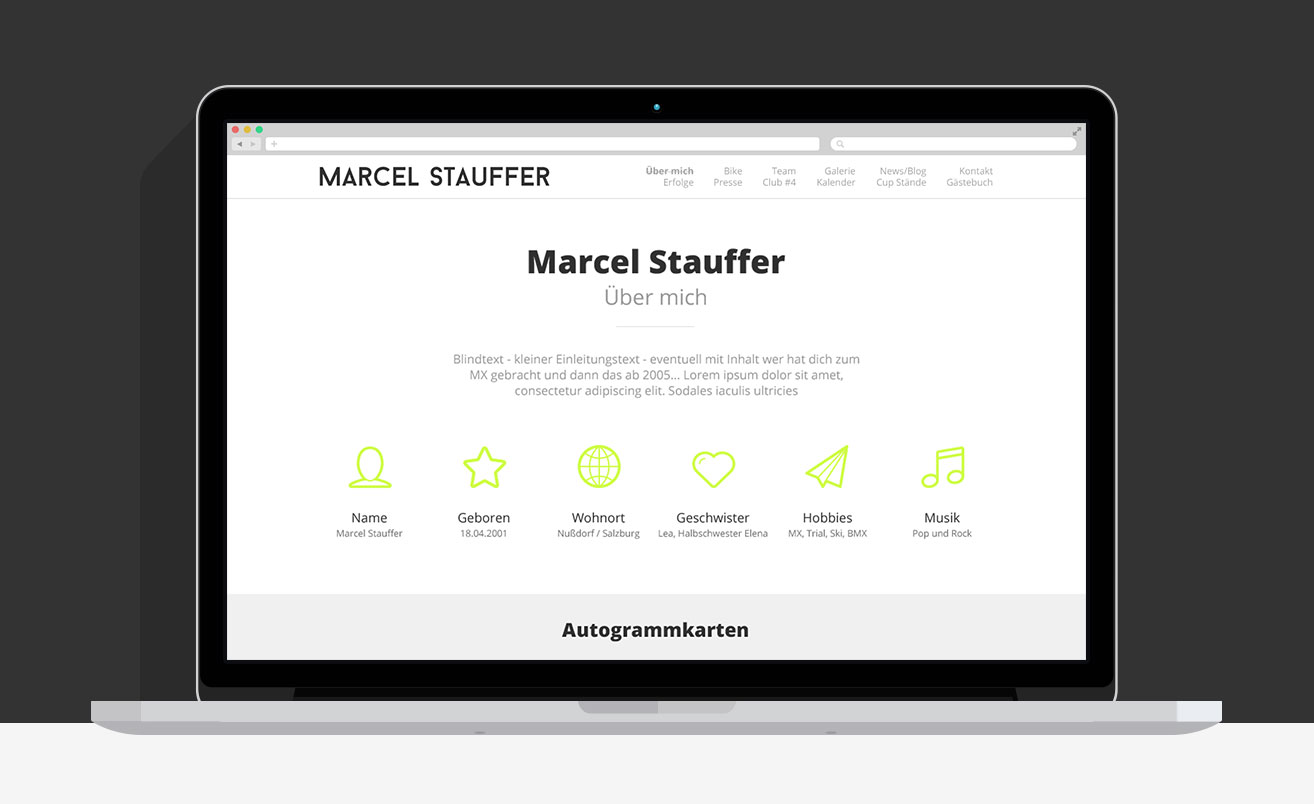 MARCEL STAUFFER
Über mich Bike Team Galerie News/Blog Kontakt
Erfolge Presse Club #4 Kalender Cup Stände Gästebuch
Marcel Stauffer
Über mich
Blindtext - kleiner Einleitungstext - eventuell mit Inhalt wer hat dich zum
MX gebracht und dann das ab 2005... Lorem ipsum dolor sit amet,
consectetur adipiscing elit. Sodales iaculis ultricies
Name Geboren Wohnort Geschwister Hobbies Musik
Marcel Stauffer 18.04.2001 Nußdorf / Salzburg Lea, Halbschwester Elena MX, Trial, Ski, BMX Pop und Rock
Autogrammkarten